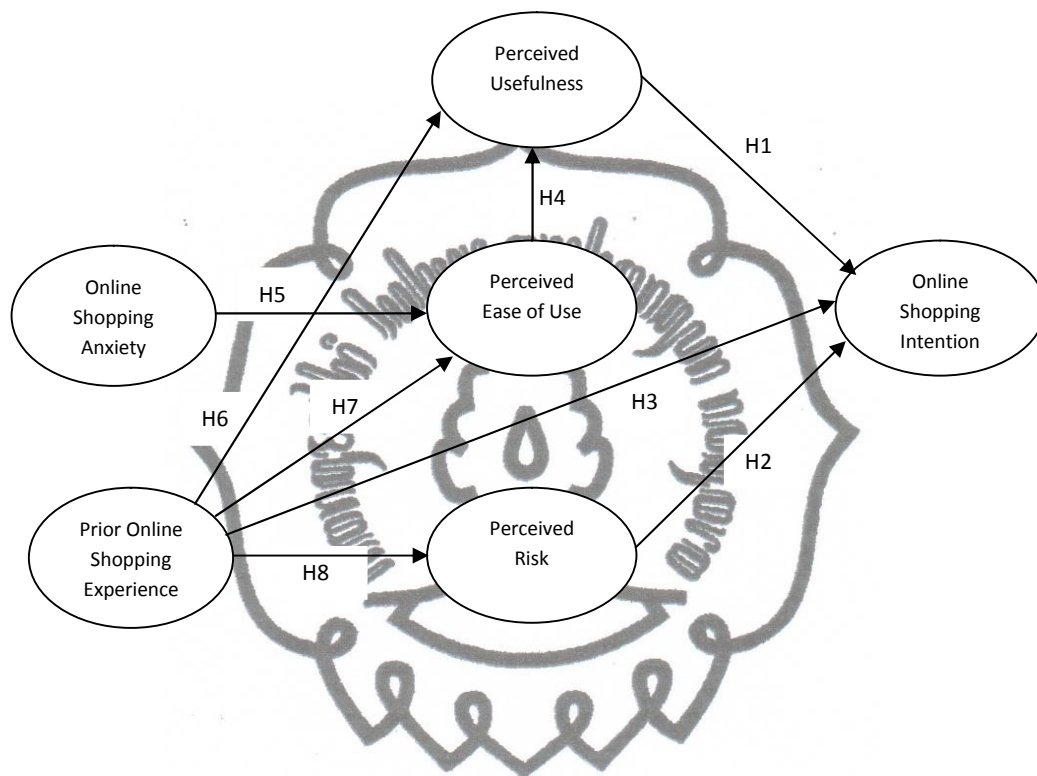 Perceived
Usefulness
H1
H4
Online
Shopping
Anxiety
H5
Perceived
Ease of Use
Online
Shopping
Intention
H6
H7
H3
H2
Prior Online
Shopping
Experience
H8
Perceived
Risk